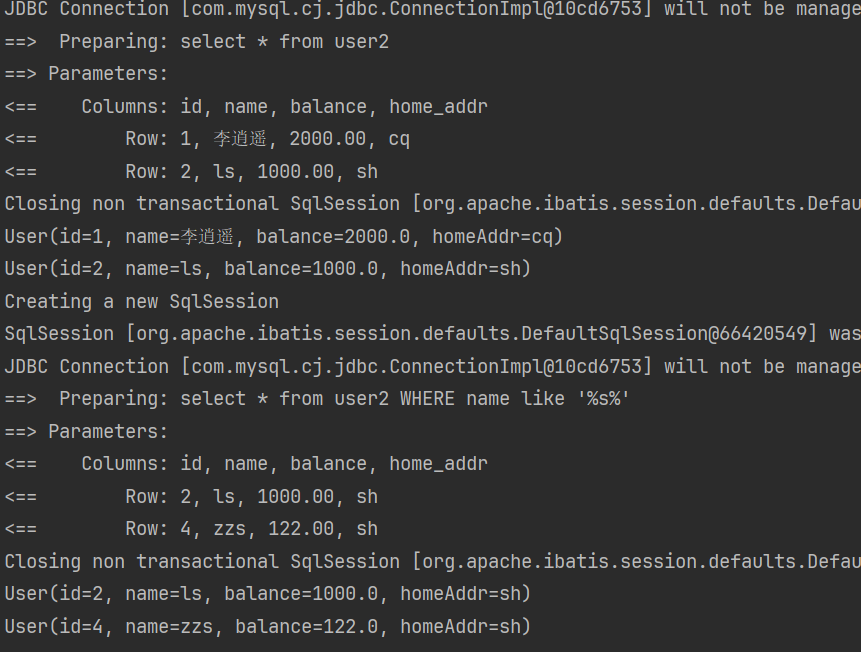 JDBC Connection [com.mysql.cj.jdbc.ConnectionImpl@10cd6753] will not be manage
==>  Preparing: select * from user2
==> Parameters:
<==    Columns: id, name, balance, home_addr
<==        Row: 1, 李逍遥, 2000.00, cq
<==        Row: 2, ls, 1000.00, sh
Closing non transactional SqlSession [org.apache.ibatis.session.defaults.Defau
User(id=1, name=李逍遥, balance=2000.0, homeAddr=cq)
User(id=2, name=ls, balance=1000.0, homeAddr=sh)
Creating a new SqlSession
SqlSession [org.apache.ibatis.session.defaults.DefaultSqlSession@66420549] was
JDBC Connection [com.mysql.cj.jdbc.ConnectionImpl@10cd6753] will not be manage
==>  Preparing: select * from user2 WHERE name like '%s%'
==> Parameters:
<==    Columns: id, name, balance, home_addr
<==        Row: 2, ls, 1000.00, sh
<==        Row: 4, zzs, 122.00, sh
Closing non transactional SqlSession [org.apache.ibatis.session.defaults.Defau
User(id=2, name=ls, balance=1000.0, homeAddr=sh)
User(id=4, name=zzs, balance=122.0, homeAddr=sh)